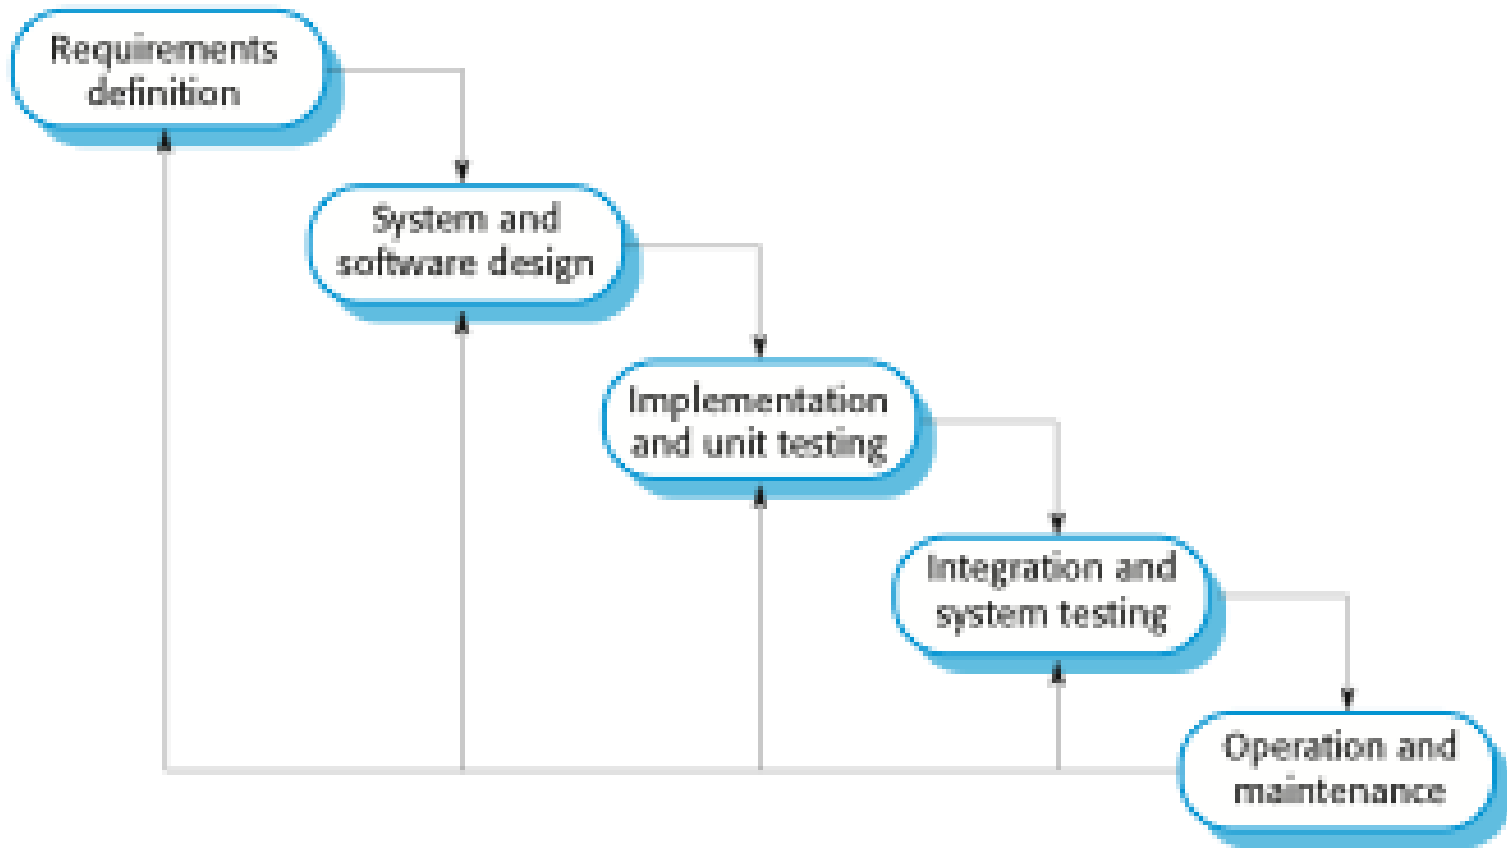 Requirements
definition
System and
software design
Implementation
and unit testing
Integration and
system testing
Operation and
maintenance